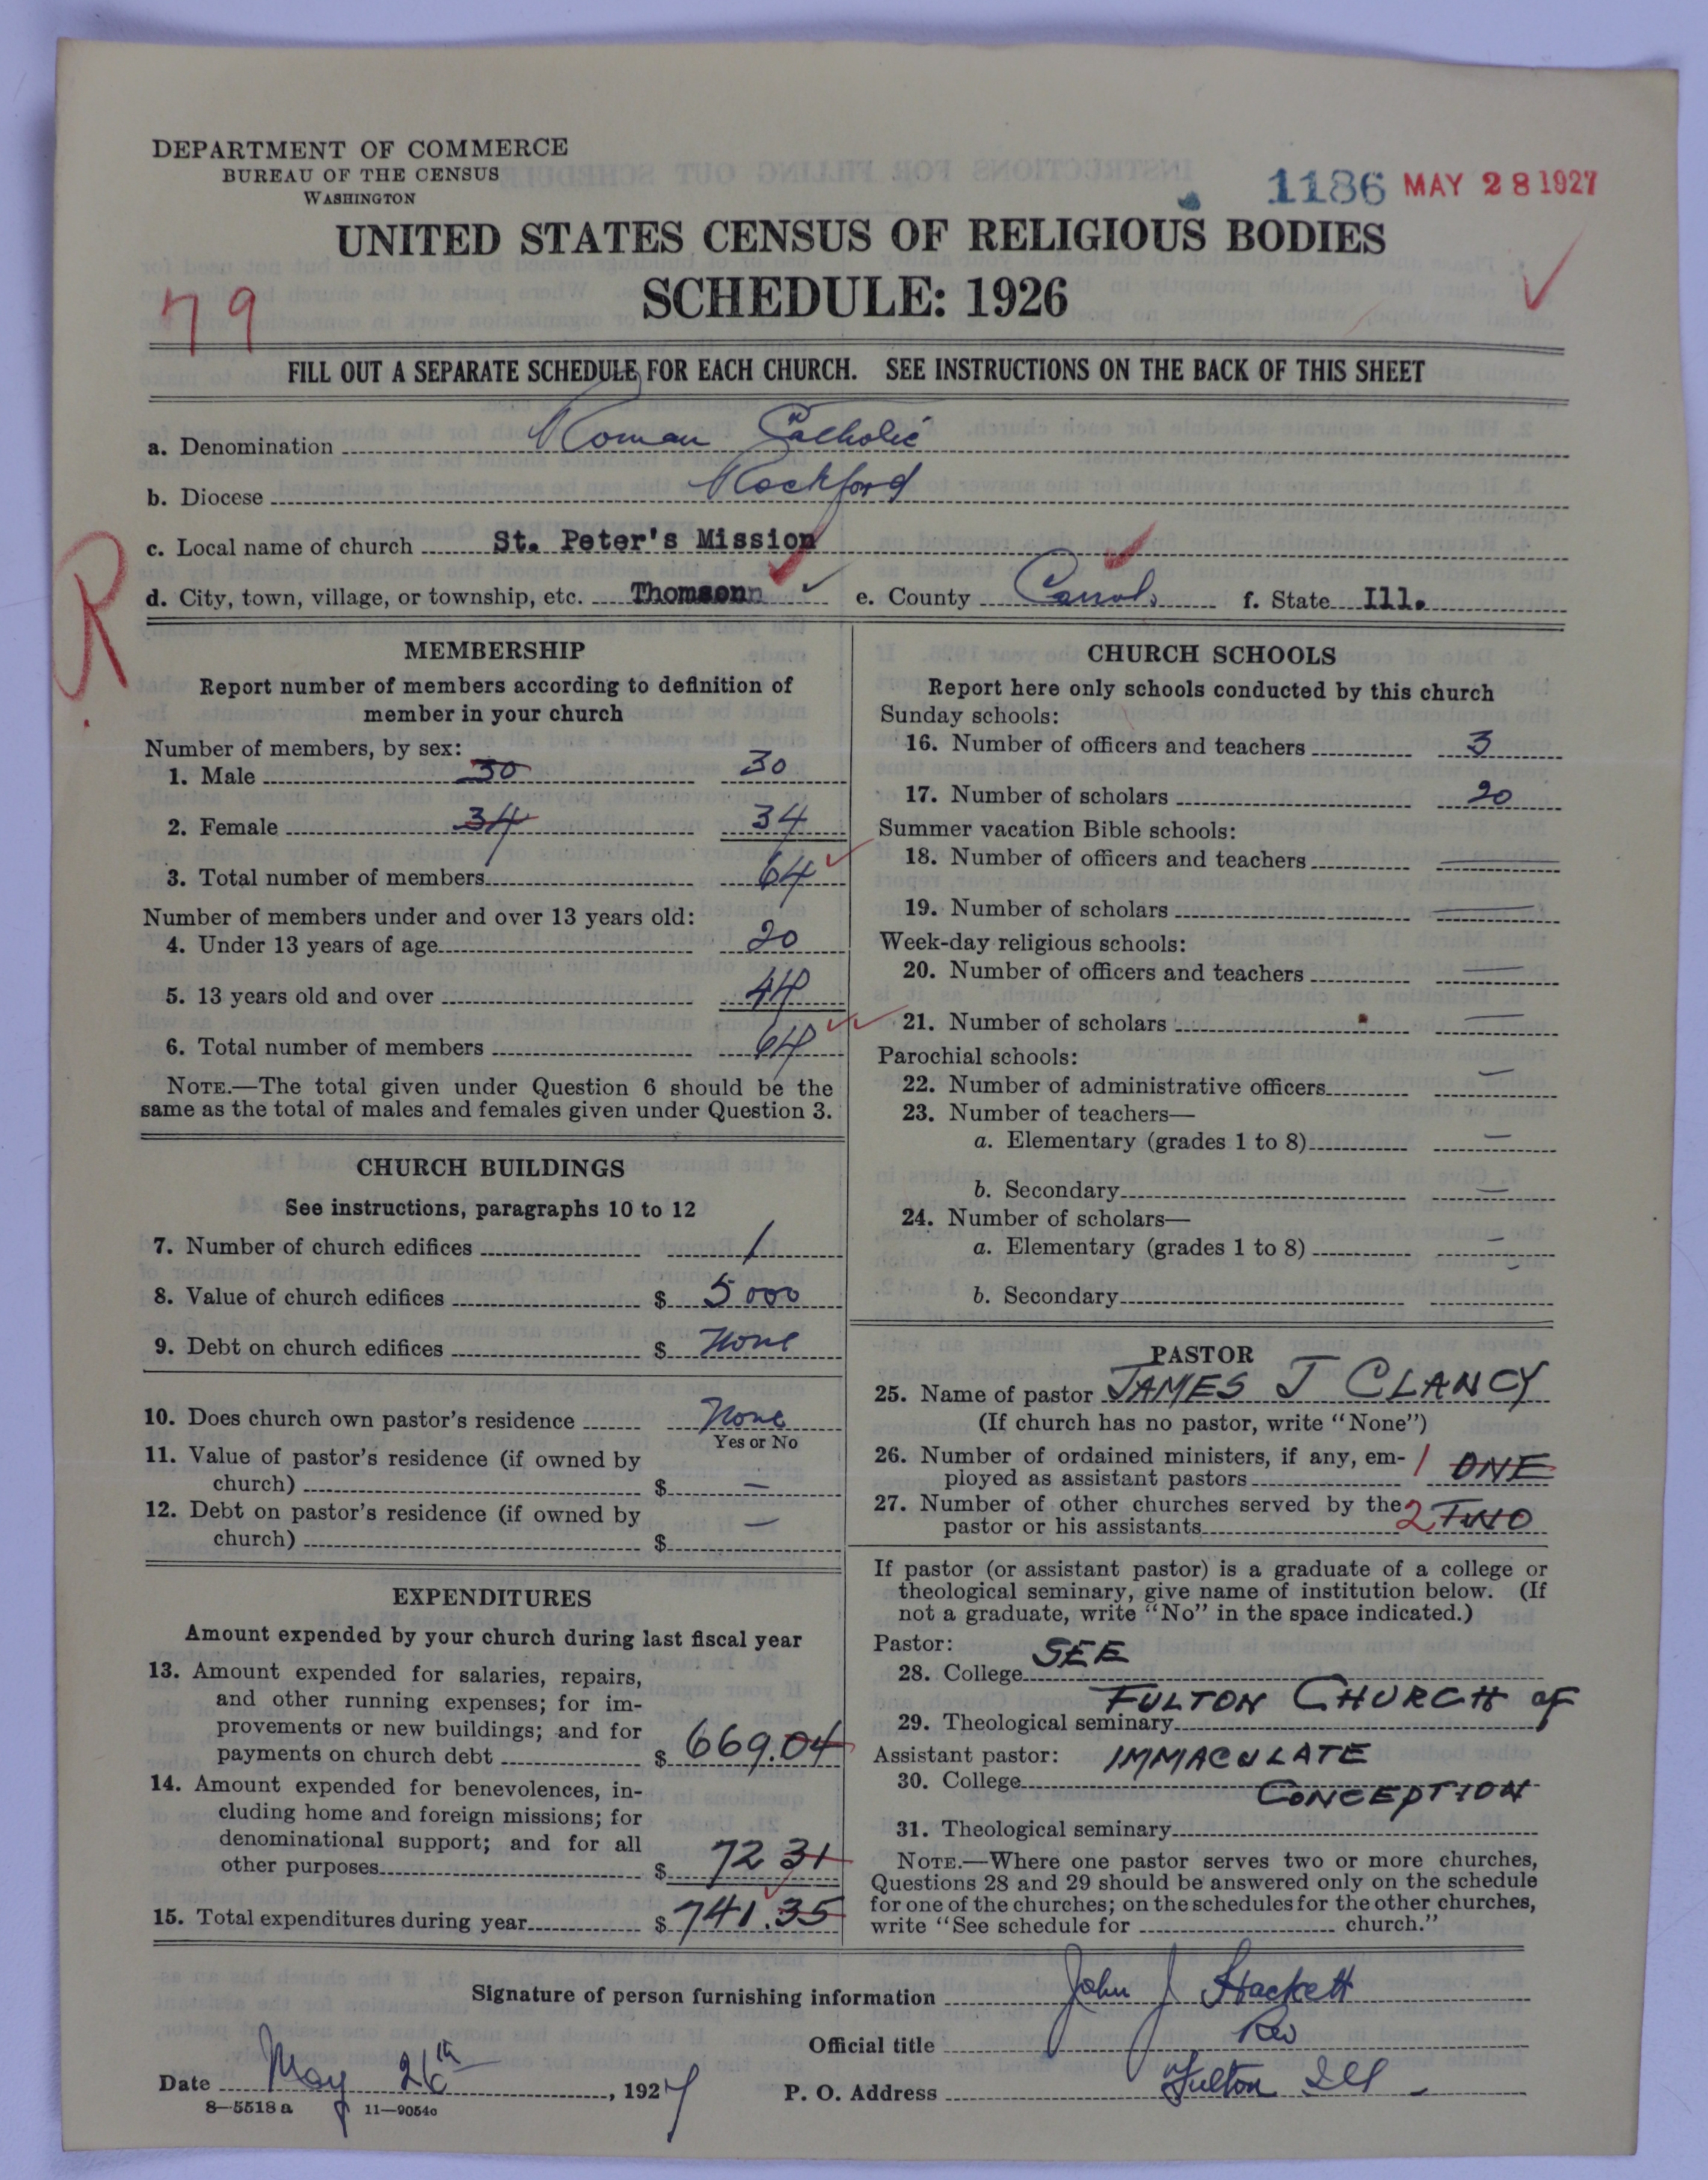 DEPARTMENT OF COMMERCE
BUREAU OF THE CENSUS
WASHINGTON
1186 MAY 28 1927
UNITED STATES CENSUS OF RELIGIOUS BODIES
SCHEDULE: 1926
79
FILL OUT A SEPARATE SCHEDULE FOR EACH CHURCH. SEE INSTRUCTIONS ON THE BACK OF THIS SHEET
a. Denomination Roman Catholic
b. Diocese Rockford
R
c. Local name of church St. Peter's Mission
d. City, town, village, or township, etc. Thomson e. County Carroll f. State Ill.
MEMBERSHIP
Report number of members according to definition of
member in your church
Number of members, by sex:
1. Male 30 30
2. Female 34 34
3. Total number of members 64
Number of members under and over 13 years old:
4. Under 13 years of age 20
5. 13 years old and over 44
6. Total number of members 64
NOTE.—The total given under Question 6 should be the
same as the total of males and females given under Question 3.
CHURCH BUILDINGS
See instructions, paragraphs 10 to 12
7. Number of church edifices 1
8. Value of church edifices $ 5000
9. Debt on church edifices $ None
10. Does church own pastor's residence None
Yes or No
11. Value of pastor's residence (if owned by
church) $ —
12. Debt on pastor's residence (if owned by
church) $ —
EXPENDITURES
Amount expended by your church during last fiscal year
13. Amount expended for salaries, repairs,
and other running expenses; for im-
provements or new buildings; and for
payments on church debt $ 669.04
14. Amount expended for benevolences, in-
cluding home and foreign missions; for
denominational support; and for all
other purposes $ 72 31
15. Total expenditures during year $ 741.35
CHURCH SCHOOLS
Report here only schools conducted by this church
Sunday schools:
16. Number of officers and teachers 3
17. Number of scholars 20
Summer vacation Bible schools:
18. Number of officers and teachers —
19. Number of scholars —
Week-day religious schools:
20. Number of officers and teachers —
21. Number of scholars —
Parochial schools:
22. Number of administrative officers —
23. Number of teachers—
a. Elementary (grades 1 to 8) —
b. Secondary —
24. Number of scholars—
a. Elementary (grades 1 to 8) —
b. Secondary —
PASTOR
25. Name of pastor JAMES J CLANCY
(If church has no pastor, write "None")
26. Number of ordained ministers, if any, em-
ployed as assistant pastors 1 ONE
27. Number of other churches served by the
pastor or his assistants 2 TWO
If pastor (or assistant pastor) is a graduate of a college or
theological seminary, give name of institution below. (If
not a graduate, write "No" in the space indicated.)
Pastor:
28. College SEE
29. Theological seminary FULTON CHURCH of
Assistant pastor: IMMACULATE
30. College CONCEPTION
31. Theological seminary
NOTE.—Where one pastor serves two or more churches,
Questions 28 and 29 should be answered only on the schedule
for one of the churches; on the schedules for the other churches,
write "See schedule for church."
Signature of person furnishing information John J Hackett
Official title Rev
Date May 26th, 1927 P. O. Address Fulton Ill
8—5518 a 11—9054c